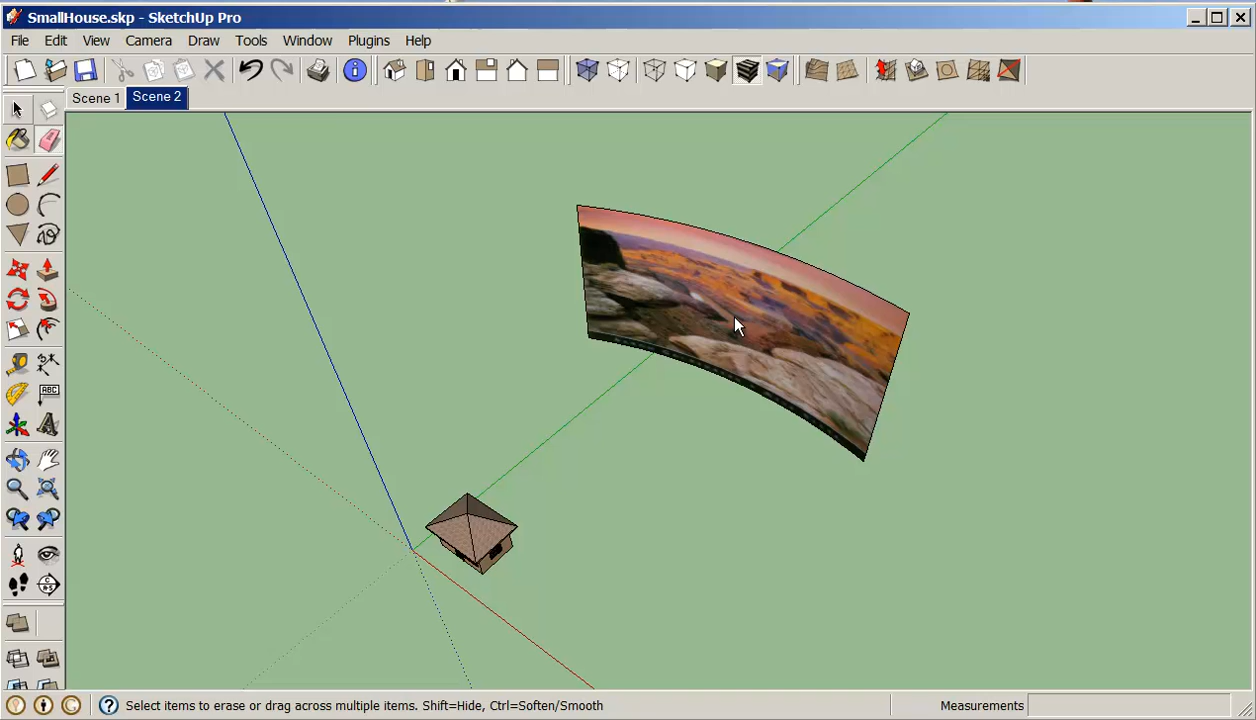 SmallHouse.skp - SketchUp Pro
File Edit View Camera Draw Tools Window Plugins Help
Scene 1 Scene 2
ABC
Select items to erase or drag across multiple items. Shift=Hide, Ctrl=Soften/Smooth Measurements